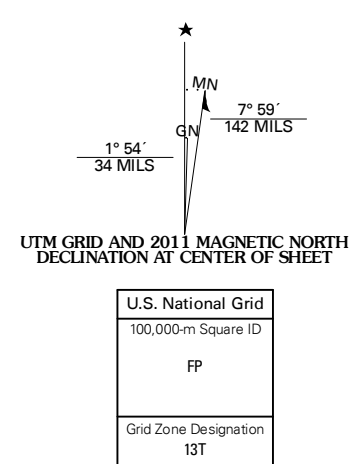 ★
MN
GN
7° 59´
142 MILS
1° 54´
34 MILS
UTM GRID AND 2011 MAGNETIC NORTH
DECLINATION AT CENTER OF SHEET
U.S. National Grid
100,000-m Square ID
FP
Grid Zone Designation
13T